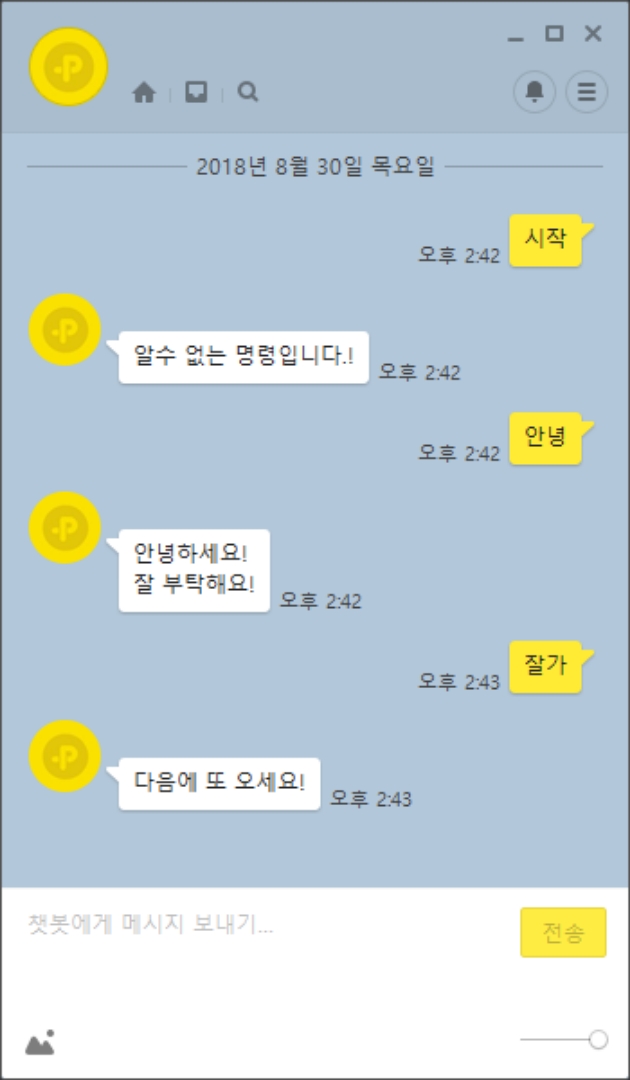 2018년 8월 30일 목요일
시작
오후 2:42
알수 없는 명령입니다.!
오후 2:42
안녕
오후 2:42
안녕하세요!
잘 부탁해요!
오후 2:42
잘가
오후 2:43
다음에 또 오세요!
오후 2:43
챗봇에게 메시지 보내기...
전송